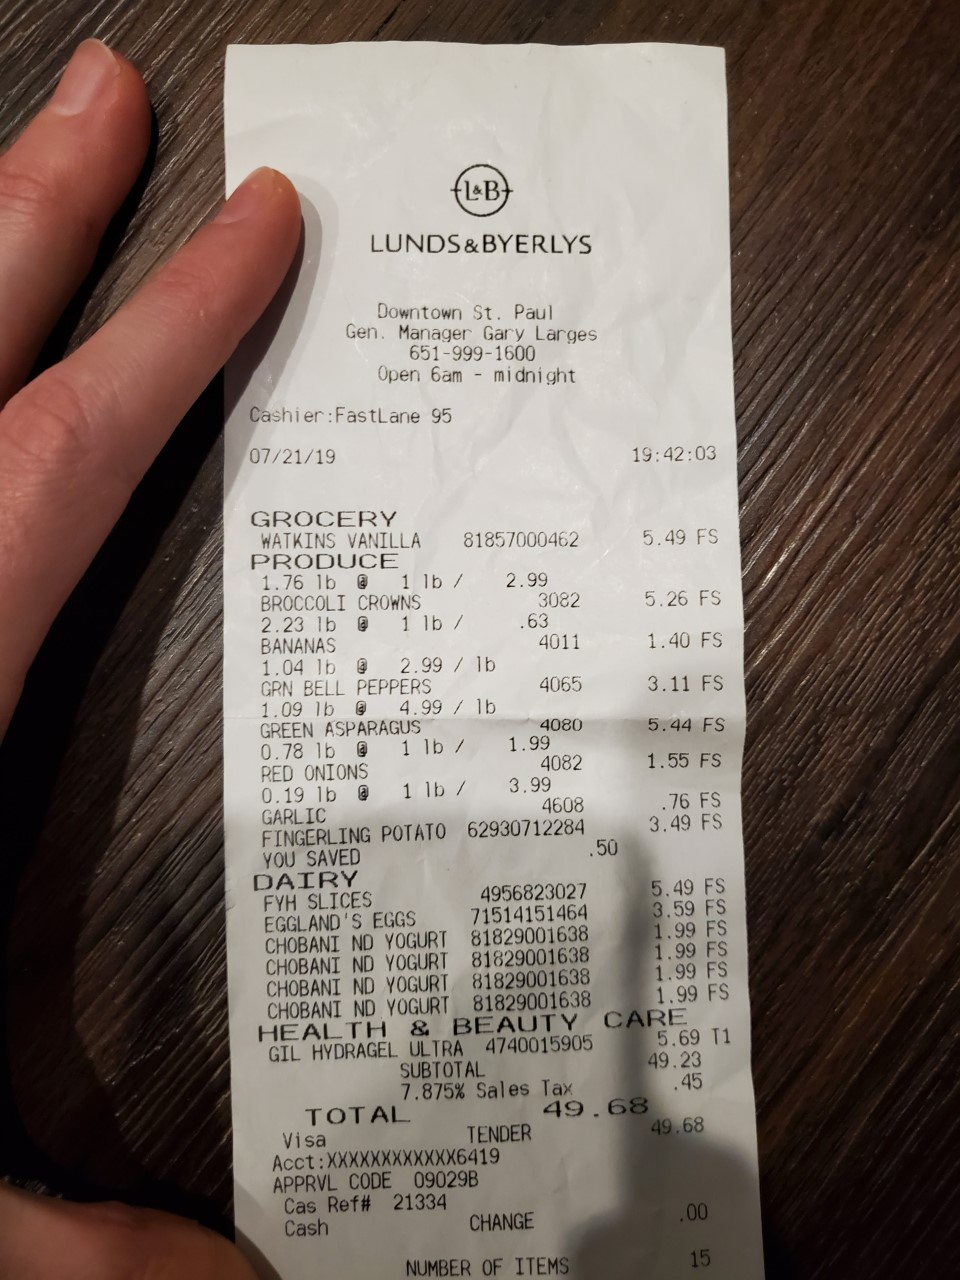 L&B
LUNDS&BYERLYS
Downtown St. Paul
Gen. Manager Gary Larges
651-999-1600
Open 6am - midnight
Cashier:FastLane 95
07/21/19 19:42:03
GROCERY
WATKINS VANILLA 81857000462 5.49 FS
PRODUCE
1.76 lb @ 1 lb / 2.99
BROCCOLI CROWNS 3082 5.26 FS
2.23 lb @ 1 lb / .63
BANANAS 4011 1.40 FS
1.04 lb @ 2.99 / lb
GRN BELL PEPPERS 4065 3.11 FS
1.09 lb @ 4.99 / lb
GREEN ASPARAGUS 4080 5.44 FS
0.78 lb @ 1 lb / 1.99
RED ONIONS 4082 1.55 FS
0.19 lb @ 1 lb / 3.99
GARLIC 4608 .76 FS
FINGERLING POTATO 62930712284 3.49 FS
YOU SAVED .50
DAIRY
FYH SLICES 4956823027 5.49 FS
EGGLAND'S EGGS 71514151464 3.59 FS
CHOBANI ND YOGURT 81829001638 1.99 FS
CHOBANI ND YOGURT 81829001638 1.99 FS
CHOBANI ND YOGURT 81829001638 1.99 FS
CHOBANI ND YOGURT 81829001638 1.99 FS
HEALTH & BEAUTY CARE
GIL HYDRAGEL ULTRA 4740015905 5.69 T1
SUBTOTAL 49.23
7.875% Sales Tax .45
TOTAL 49.68
Visa TENDER 49.68
Acct:XXXXXXXXXXXX6419
APPRVL CODE 09029B
Cas Ref# 21334
Cash CHANGE .00
NUMBER OF ITEMS 15